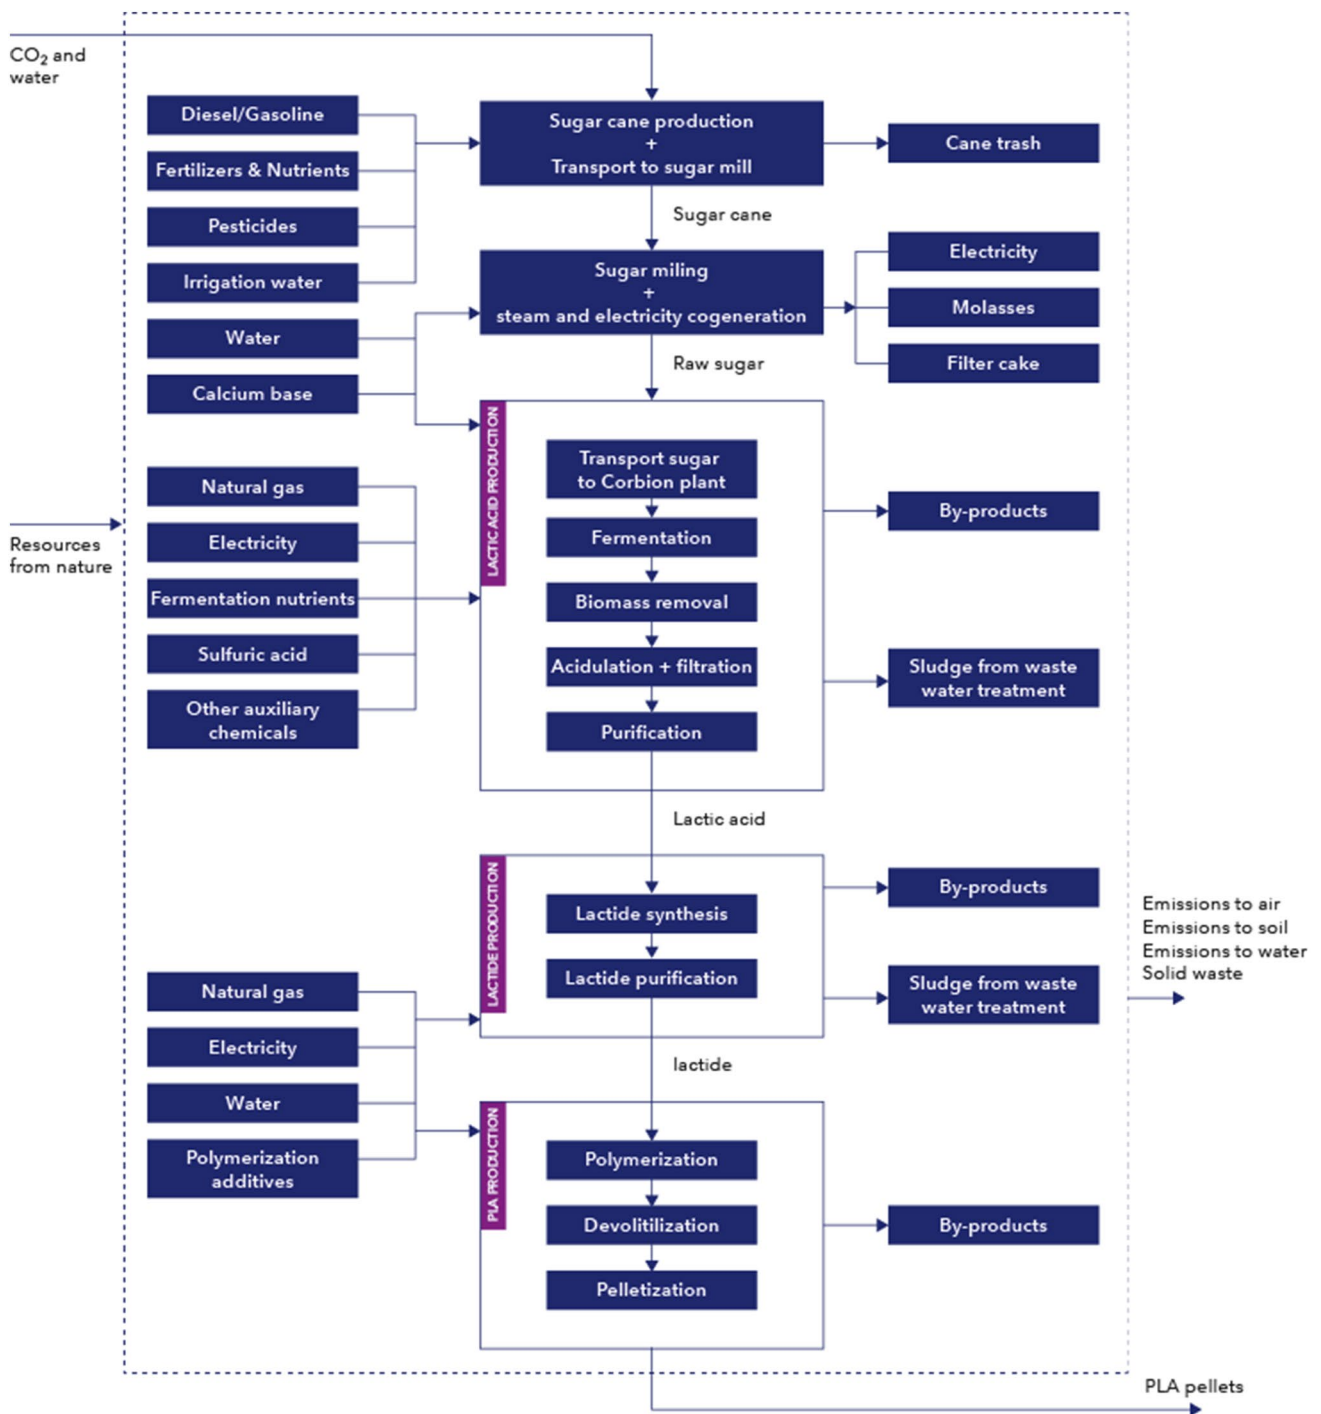 CO₂ and
water
Diesel/Gasoline
Fertilizers & Nutrients
Pesticides
Irrigation water
Sugar cane production
+
Transport to sugar mill
Cane trash
Sugar cane
Water
Calcium base
Sugar miling
+
steam and electricity cogeneration
Electricity
Molasses
Filter cake
Raw sugar
Resources
from nature
Natural gas
Electricity
Fermentation nutrients
Sulfuric acid
Other auxiliary
chemicals
LACTIC ACID PRODUCTION
Transport sugar
to Corbion plant
Fermentation
Biomass removal
Acidulation + filtration
Purification
By-products
Sludge from waste
water treatment
Lactic acid
LACTIDE PRODUCTION
Lactide synthesis
Lactide purification
By-products
Sludge from waste
water treatment
Emissions to air
Emissions to soil
Emissions to water
Solid waste
Natural gas
Electricity
Water
Polymerization
additives
lactide
PLA PRODUCTION
Polymerization
Devolitilization
Pelletization
By-products
PLA pellets